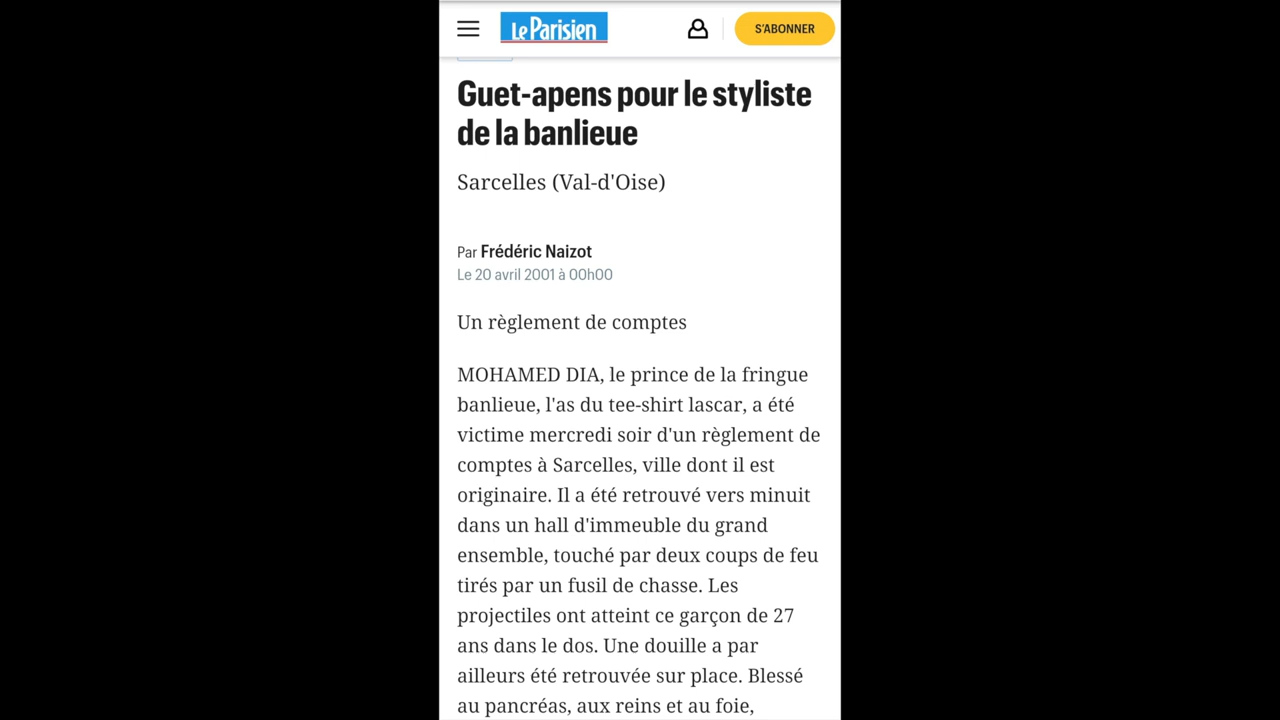 Le Parisien
S'ABONNER
Guet-apens pour le styliste
de la banlieue
Sarcelles (Val-d'Oise)
Par Frédéric Naizot
Le 20 avril 2001 à 00h00
Un règlement de comptes
MOHAMED DIA, le prince de la fringue
banlieue, l'as du tee-shirt lascar, a été
victime mercredi soir d'un règlement de
comptes à Sarcelles, ville dont il est
originaire. Il a été retrouvé vers minuit
dans un hall d'immeuble du grand
ensemble, touché par deux coups de feu
tirés par un fusil de chasse. Les
projectiles ont atteint ce garçon de 27
ans dans le dos. Une douille a par
ailleurs été retrouvée sur place. Blessé
au pancréas, aux reins et au foie,